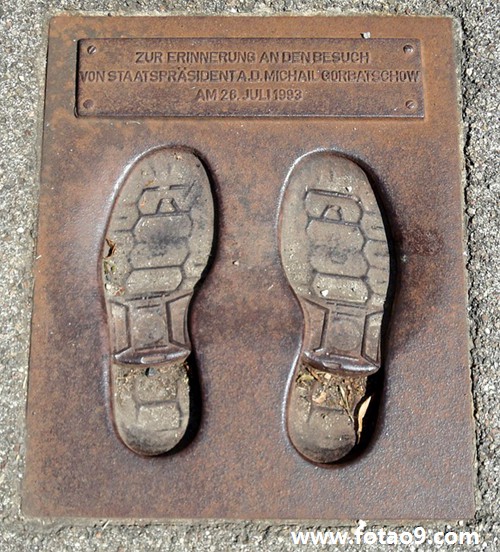 ZUR ERINNERUNG AN DEN BESUCH
VON STAATSPRÄSIDENT A.D. MICHAIL GORBATSCHOW
AM 26. JULI 1993
www.fotao9.com